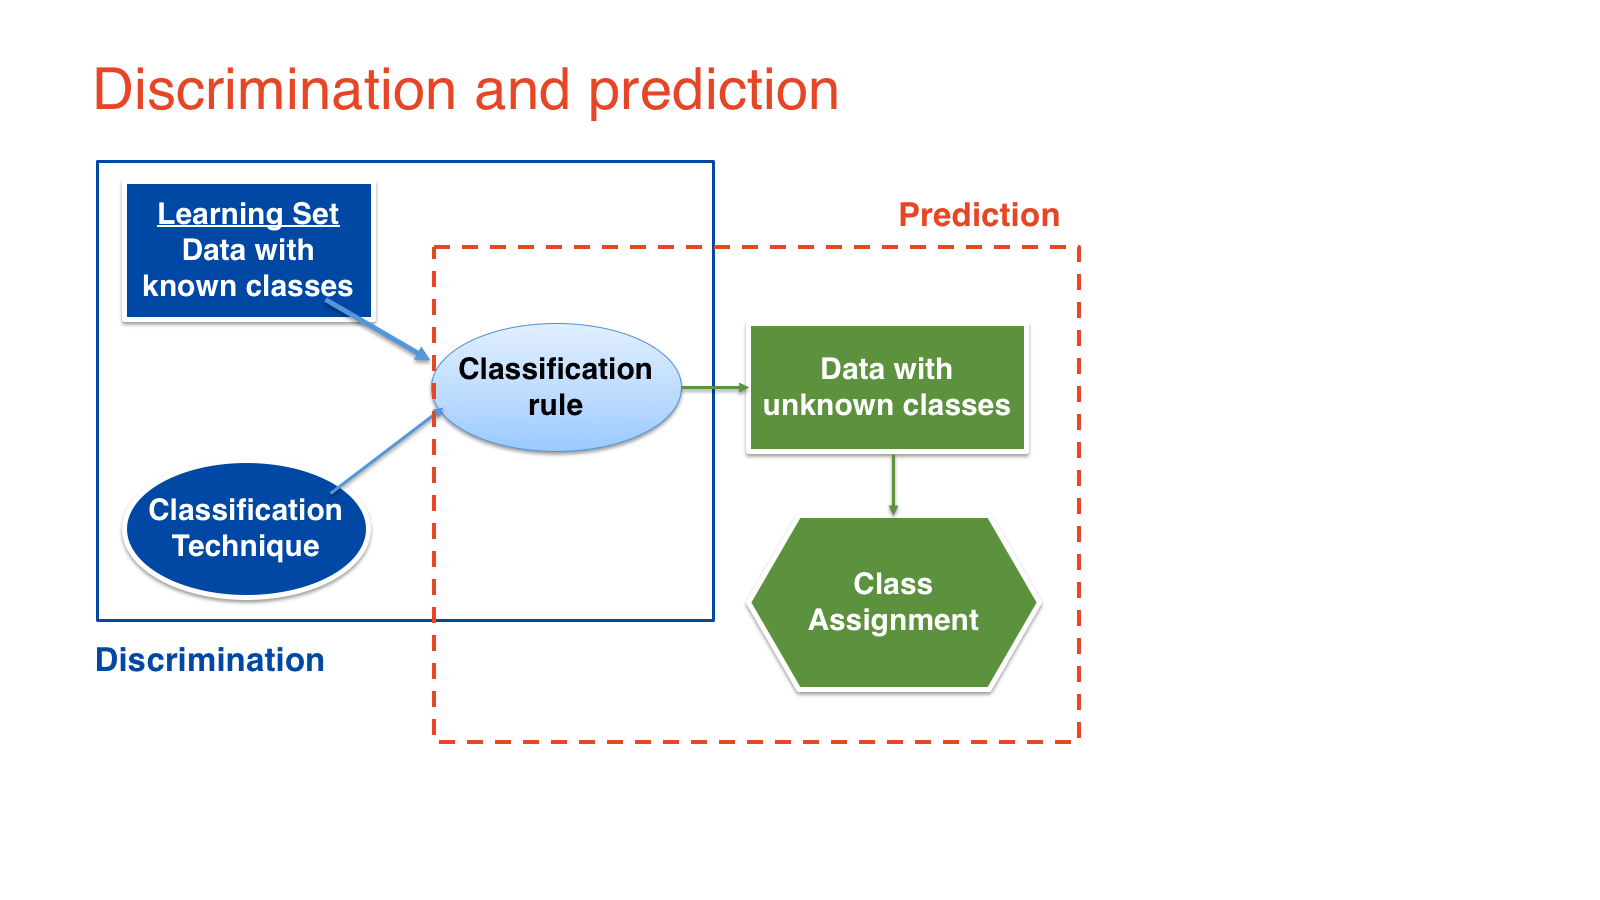 Discrimination and prediction
Learning Set
Data with
known classes
Prediction
Classification
rule
Data with
unknown classes
Classification
Technique
Class
Assignment
Discrimination